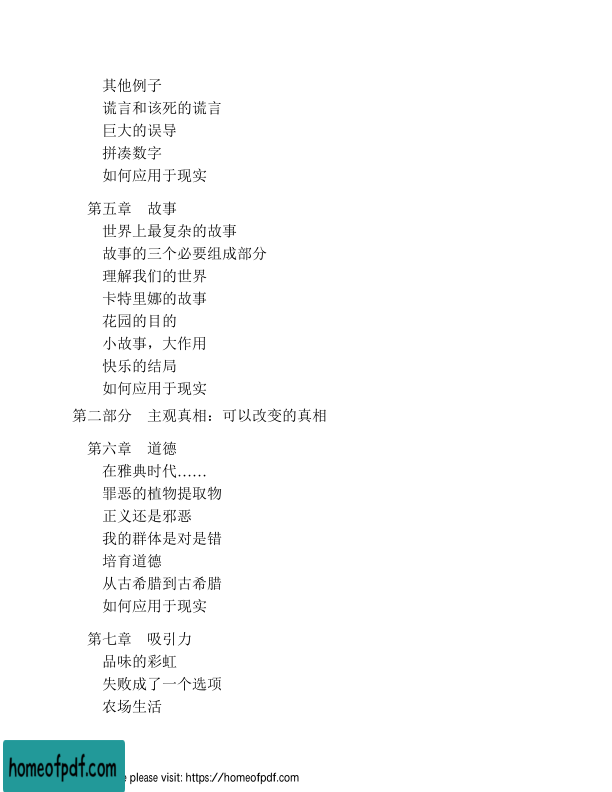 其他例子
谎言和该死的谎言
巨大的误导
拼凑数字
如何应用于现实
第五章　故事
世界上最复杂的故事
故事的三个必要组成部分
理解我们的世界
卡特里娜的故事
花园的目的
小故事，大作用
快乐的结局
如何应用于现实
第二部分　主观真相：可以改变的真相
第六章　道德
在雅典时代……
罪恶的植物提取物
正义还是邪恶
我的群体是对是错
培育道德
从古希腊到古希腊
如何应用于现实
第七章　吸引力
品味的彩虹
失败成了一个选项
农场生活
homeofpdf.com
please visit: https://homeofpdf.com